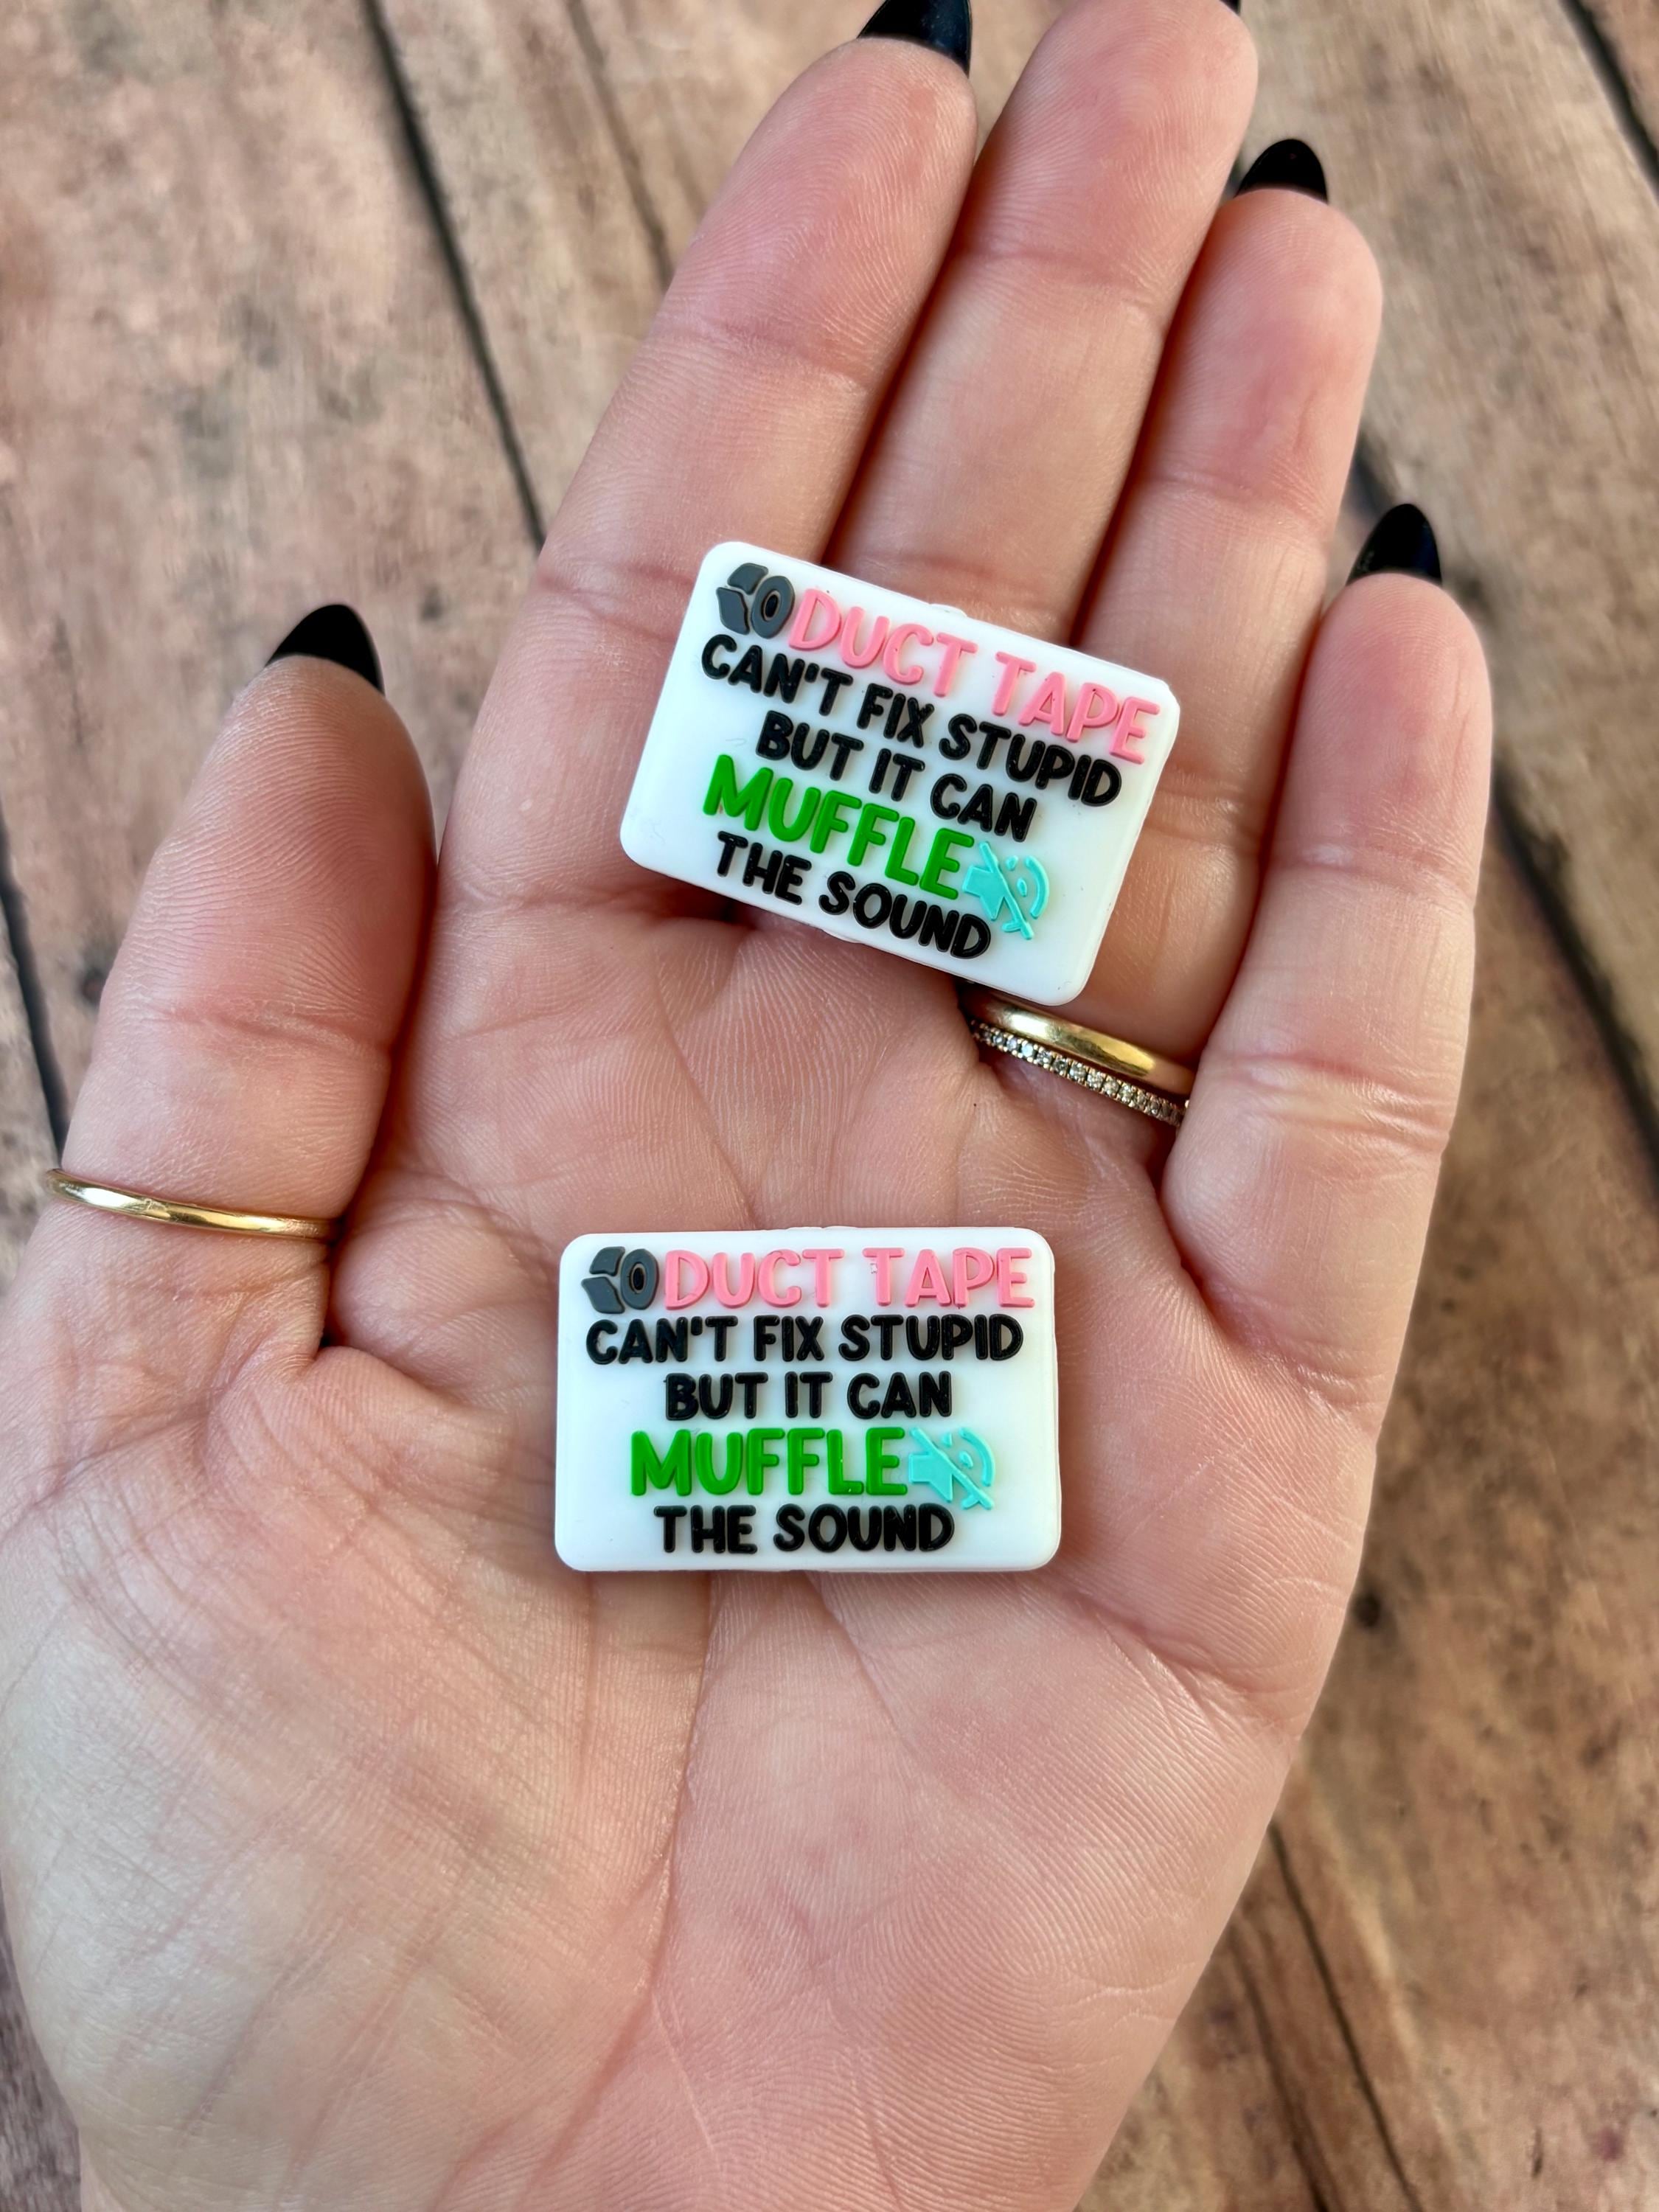 DUCT TAPE
CAN'T FIX STUPID
BUT IT CAN
MUFFLE
THE SOUND
DUCT TAPE
CAN'T FIX STUPID
BUT IT CAN
MUFFLE
THE SOUND